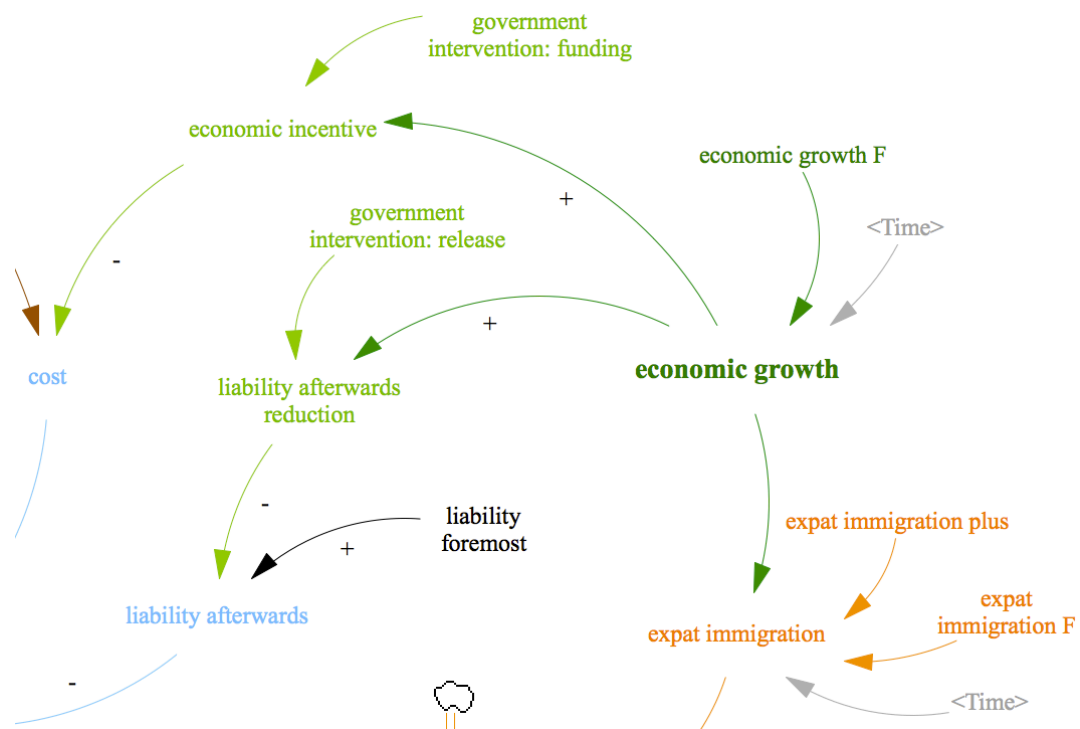 government
intervention: funding
economic incentive
economic growth F
+
government
intervention: release
<Time>
-
+
economic growth
cost
liability afterwards
reduction
-
liability
foremost
+
expat immigration plus
liability afterwards
expat immigration
expat
immigration F
-
<Time>